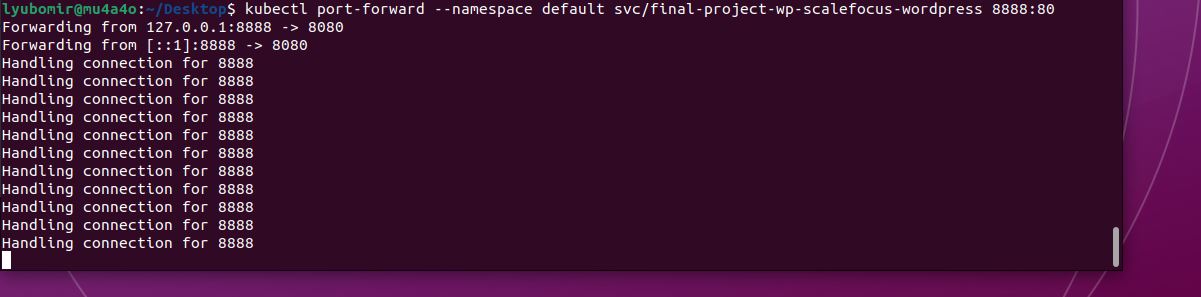 lyubomir@mu4a4o:~/Desktop$ kubectl port-forward --namespace default svc/final-project-wp-scalefocus-wordpress 8888:80
Forwarding from 127.0.0.1:8888 -> 8080
Forwarding from [::1]:8888 -> 8080
Handling connection for 8888
Handling connection for 8888
Handling connection for 8888
Handling connection for 8888
Handling connection for 8888
Handling connection for 8888
Handling connection for 8888
Handling connection for 8888
Handling connection for 8888
Handling connection for 8888
Handling connection for 8888